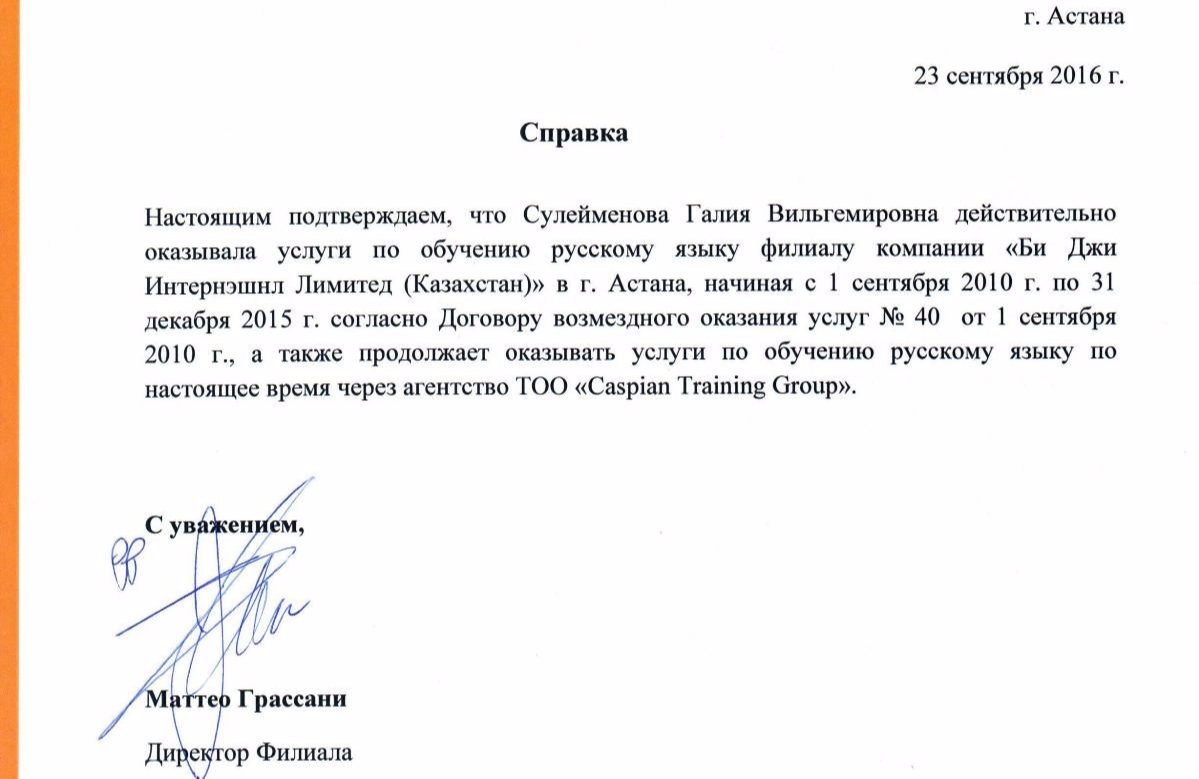 г. Астана
23 сентября 2016 г.
Справка
Настоящим подтверждаем, что Сулейменова Галия Вильгемировна действительно
оказывала услуги по обучению русскому языку филиалу компании «Би Джи
Интернэшнл Лимитед (Казахстан)» в г. Астана, начиная с 1 сентября 2010 г. по 31
декабря 2015 г. согласно Договору возмездного оказания услуг № 40 от 1 сентября
2010 г., а также продолжает оказывать услуги по обучению русскому языку по
настоящее время через агентство ТОО «Caspian Training Group».
С уважением,
Маттео Грассани
Директор Филиала